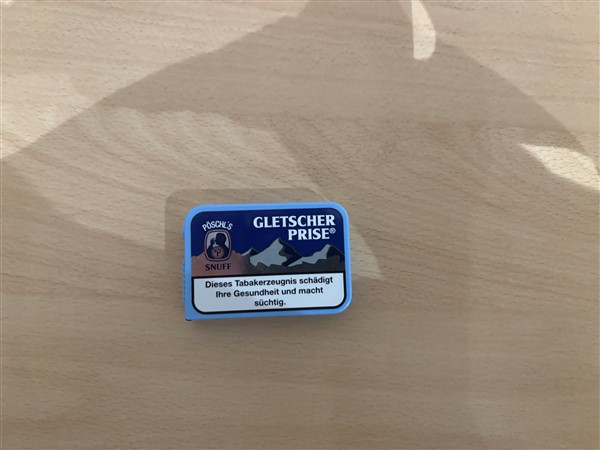 PÖSCHL'S
SNUFF
GLETSCHER
PRISE®
Dieses Tabakerzeugnis schädigt
Ihre Gesundheit und macht
süchtig.